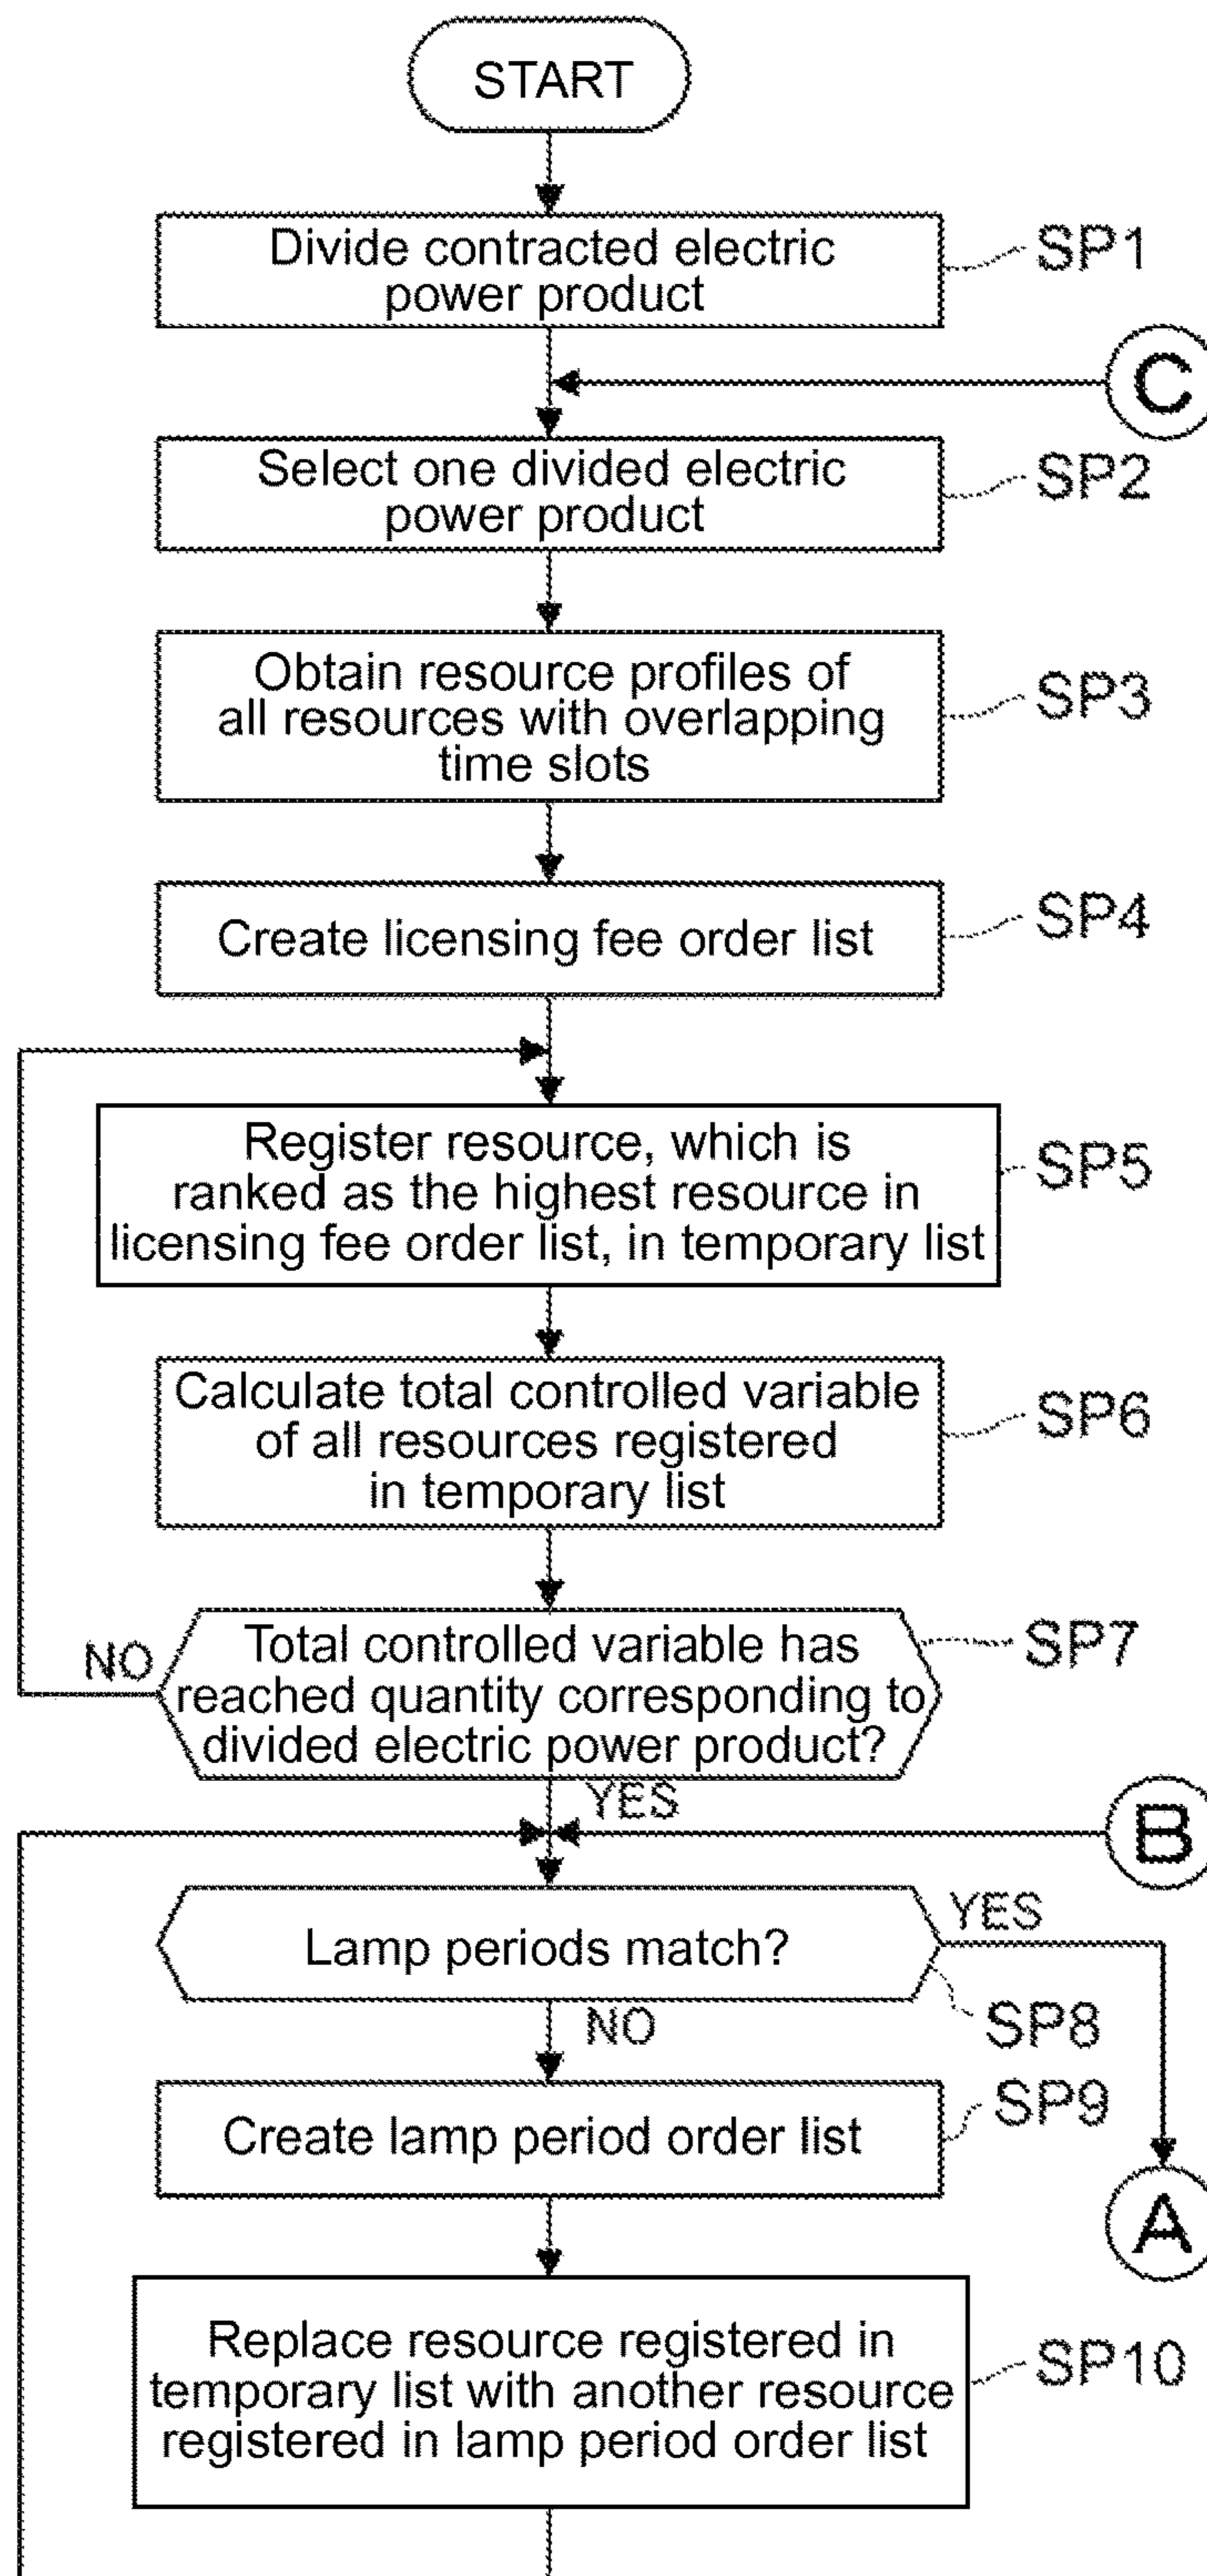 START
Divide contracted electric
power product
SP1
C
Select one divided electric
power product
SP2
Obtain resource profiles of
all resources with overlapping
time slots
SP3
Create licensing fee order list
SP4
Register resource, which is
ranked as the highest resource in
licensing fee order list, in temporary list
SP5
Calculate total controlled variable
of all resources registered
in temporary list
SP6
Total controlled variable has
reached quantity corresponding to
divided electric power product?
SP7
NO
YES
B
Lamp periods match?
YES
SP8
NO
Create lamp period order list
SP9
A
Replace resource registered in
temporary list with another resource
registered in lamp period order list
SP10